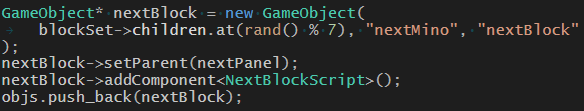 GameObject* nextBlock = new GameObject(
blockSet->children.at(rand() % 7), "nextMino", "nextBlock"
);
nextBlock->setParent(nextPanel);
nextBlock->addComponent<NextBlockScript>();
objs.push_back(nextBlock);